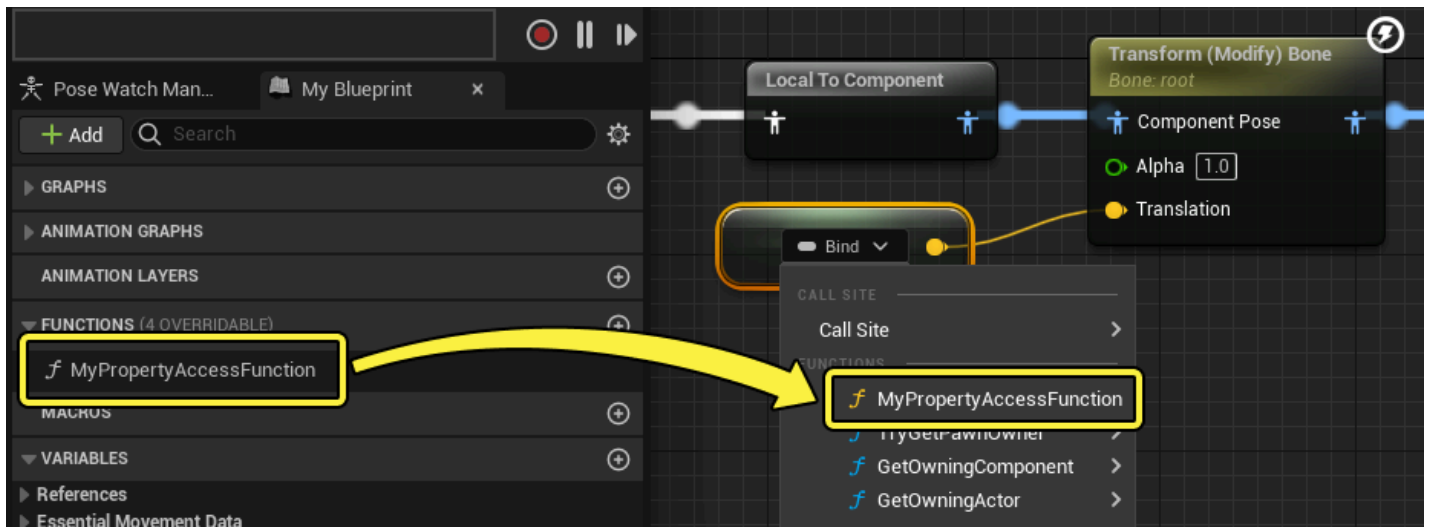 Pose Watch Man...
My Blueprint
Add
Search
GRAPHS
ANIMATION GRAPHS
ANIMATION LAYERS
FUNCTIONS (4 OVERRIDABLE)
MyPropertyAccessFunction
MACROS
VARIABLES
References
Essential Movement Data
Local To Component
Transform (Modify) Bone
Bone: root
Component Pose
Alpha 1.0
Translation
Bind
CALL SITE
Call Site
FUNCTIONS
MyPropertyAccessFunction
TryGetPawnOwner
GetOwningComponent
GetOwningActor